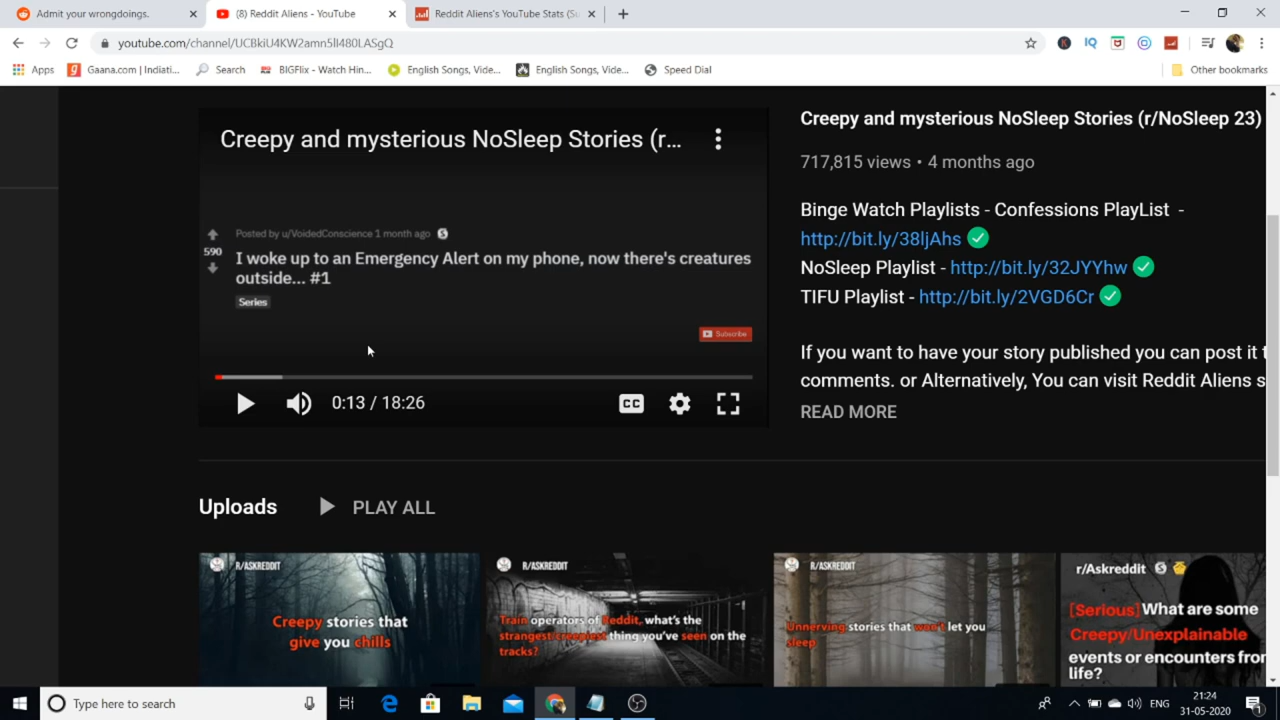 Admit your wrongdoings.
(8) Reddit Aliens - YouTube
Reddit Aliens's YouTube Stats (Su
youtube.com/channel/UCBkiU4KW2amn5lI480LASgQ
Apps
Gaana.com | Indiati...
Search
BIGFlix - Watch Hin...
English Songs, Vide...
English Songs, Vide...
Speed Dial
Other bookmarks
Creepy and mysterious NoSleep Stories (r...
Posted by u/VoidedConscience 1 month ago
590
I woke up to an Emergency Alert on my phone, now there's creatures
outside... #1
Series
Subscribe
0:13 / 18:26
CC
Creepy and mysterious NoSleep Stories (r/NoSleep 23)
717,815 views • 4 months ago
Binge Watch Playlists - Confessions PlayList -
http://bit.ly/38ljAhs
NoSleep Playlist - http://bit.ly/32JYYhw
TIFU Playlist - http://bit.ly/2VGD6Cr
If you want to have your story published you can post it t
comments. or Alternatively, You can visit Reddit Aliens s
READ MORE
Uploads
PLAY ALL
R/ASKREDDIT
Creepy stories that
give you chills
R/ASKREDDIT
Train operators of Reddit, what's the
strangest/creepiest thing you've seen on the
tracks?
R/ASKREDDIT
Unnerving stories that won't let you
sleep
r/Askreddit
[Serious] What are some
Creepy/Unexplainable
events or encounters from
life?
Type here to search
ENG
21:24
31-05-2020